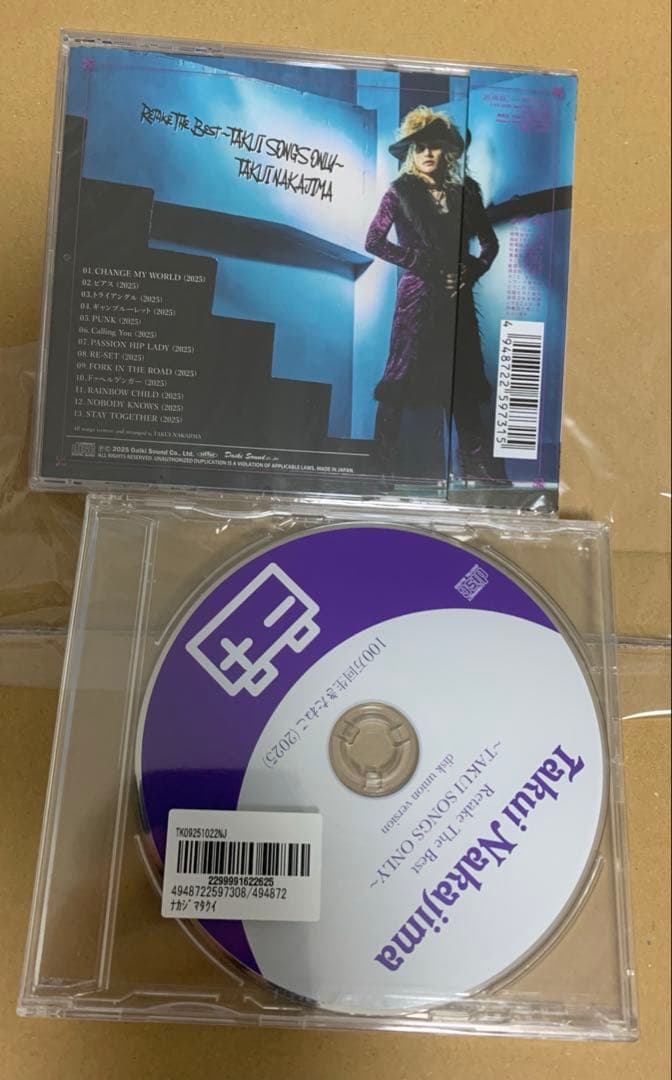 RETAKE THE BEST ~TAKUI SONGS ONLY~
TAKUI NAKAJIMA
01.CHANGE MY WORLD (2025)
02.ピアス (2025)
03.トライアングル (2025)
04.ギャンブルーレット (2025)
05.PUNK (2025)
06.Calling You (2025)
07.PASSION HIP LADY (2025)
08.RE-SET (2025)
09.FORK IN THE ROAD (2025)
10.ドッペルゲンガー (2025)
11.RAINBOW CHILD (2025)
12.NOBODY KNOWS (2025)
13.STAY TOGETHER (2025)
All songs written and arranged by TAKUI NAKAJIMA
Ⓟ© 2025 Daiki Sound Co., Ltd.
Daiki Sound
ALL RIGHTS RESERVED. UNAUTHORIZED DUPLICATION IS A VIOLATION OF APPLICABLE LAWS. MADE IN JAPAN.
4948722597315
Takui Nakajima
Retake The Best
~TAKUI SONGS ONLY~
disk union version
100万回生きたねこ (2025)
TK09251022NJ
2299991622625
4948722597308/494872
ﾅｶｼﾞﾏﾀｸｲ